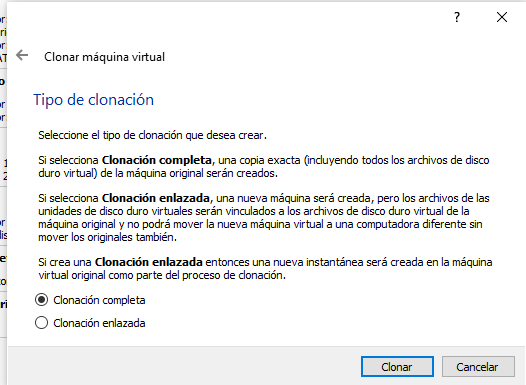 Clonar máquina virtual
Tipo de clonación
Seleccione el tipo de clonación que desea crear.
Si selecciona Clonación completa, una copia exacta (incluyendo todos los archivos de disco
duro virtual) de la máquina original serán creados.
Si selecciona Clonación enlazada, una nueva máquina será creada, pero los archivos de las
unidades de disco duro virtuales serán vinculados a los archivos de disco duro virtual de la
máquina original y no podrá mover la nueva máquina virtual a una computadora diferente sin
mover los originales también.
Si crea una Clonación enlazada entonces una nueva instantánea será creada en la máquina
virtual original como parte del proceso de clonación.
Clonación completa
Clonación enlazada
Clonar
Cancelar